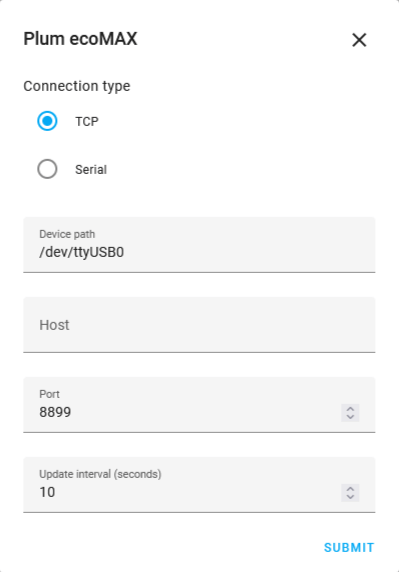 Plum ecoMAX
Connection type
TCP
Serial
Device path
/dev/ttyUSB0
Host
Port
8899
Update interval (seconds)
10
SUBMIT